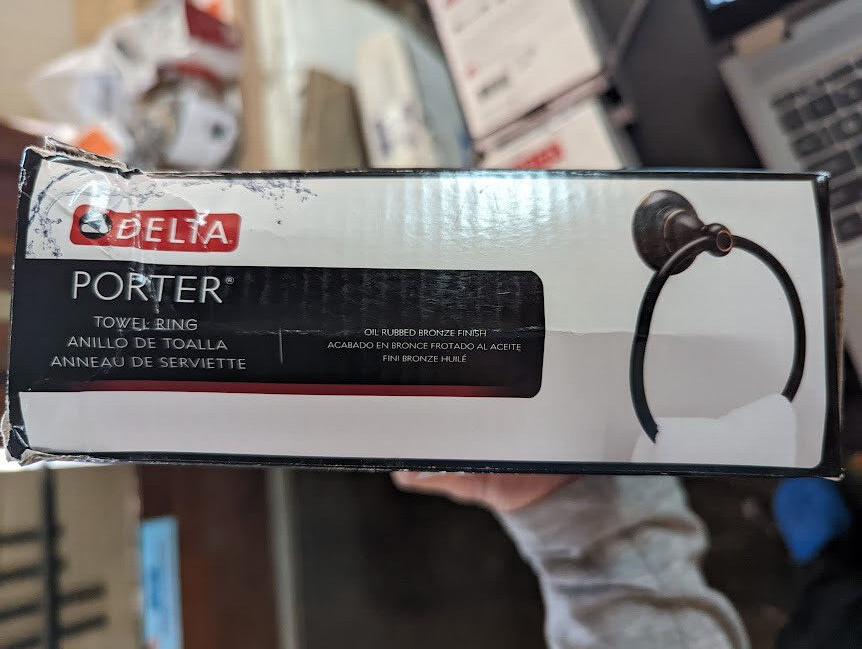 DELTA
PORTER®
TOWEL RING
ANILLO DE TOALLA
ANNEAU DE SERVIETTE
OIL RUBBED BRONZE FINISH
ACABADO EN BRONCE FROTADO AL ACEITE
FINI BRONZE HUILÉ